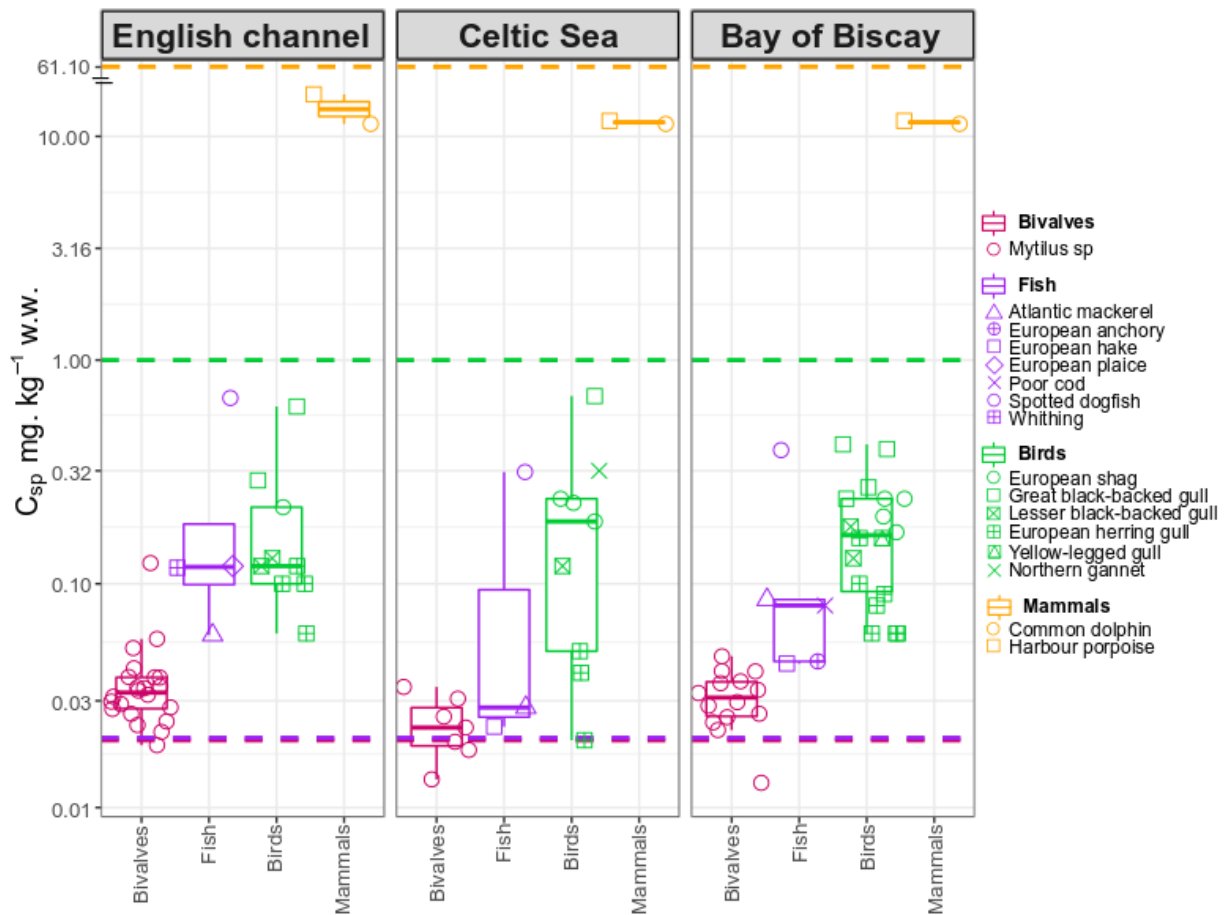 English channel
Celtic Sea
Bay of Biscay
61.10
10.00
3.16
1.00
0.32
0.10
0.03
0.01
Csp mg. kg⁻¹ w.w.
Bivalves
Fish
Birds
Mammals
Bivalves
Fish
Birds
Mammals
Bivalves
Fish
Birds
Mammals
Bivalves
Mytilus sp
Fish
Atlantic mackerel
European anchory
European hake
European plaice
Poor cod
Spotted dogfish
Whithing
Birds
European shag
Great black-backed gull
Lesser black-backed gull
European herring gull
Yellow-legged gull
Northern gannet
Mammals
Common dolphin
Harbour porpoise